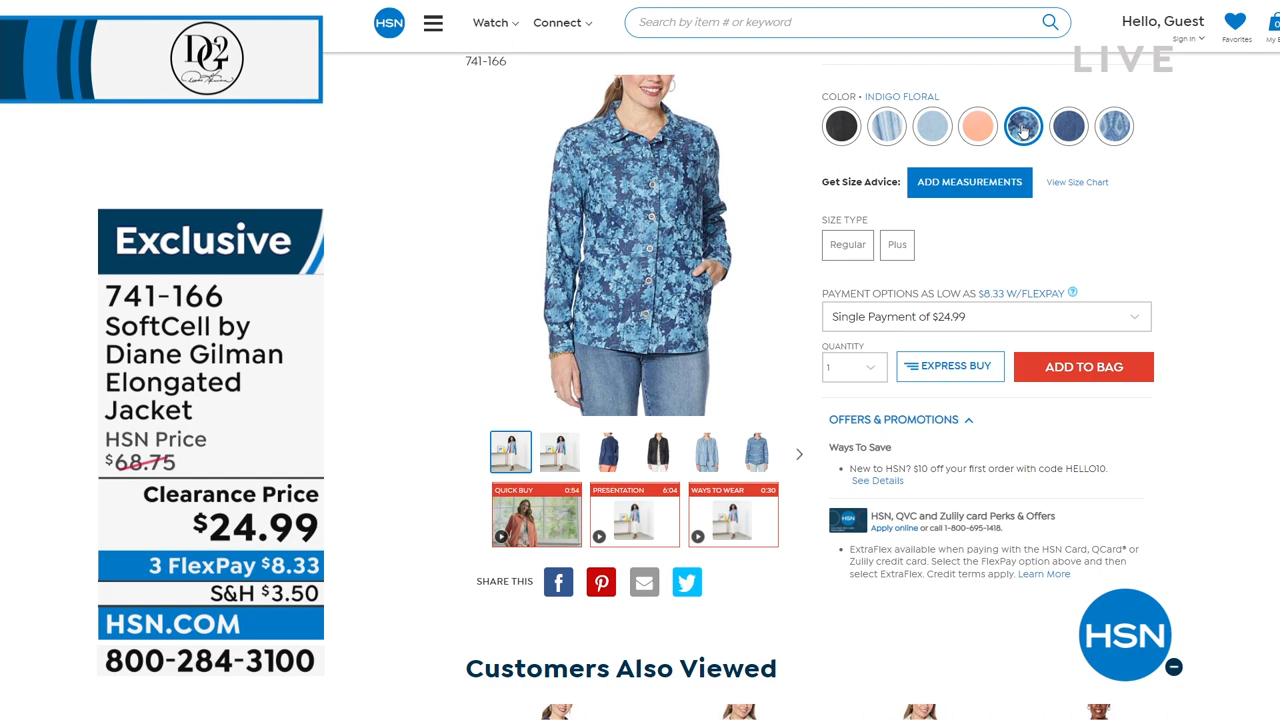 DG2
Exclusive
741-166
SoftCell by
Diane Gilman
Elongated
Jacket
HSN Price
$68.75
Clearance Price
$24.99
3 FlexPay $8.33
S&H $3.50
HSN.COM
800-284-3100
HSN
Watch
Connect
Search by item # or keyword
Hello, Guest
Sign In
Favorites
0
My
LIVE
741-166
COLOR • INDIGO FLORAL
Get Size Advice:
ADD MEASUREMENTS
View Size Chart
SIZE TYPE
Regular
Plus
PAYMENT OPTIONS AS LOW AS $8.33 W/FLEXPAY ?
Single Payment of $24.99
QUANTITY
1
EXPRESS BUY
ADD TO BAG
QUICK BUY 0:54
PRESENTATION 6:04
WAYS TO WEAR 0:30
SHARE THIS
OFFERS & PROMOTIONS
Ways To Save
• New to HSN? $10 off your first order with code HELLO10.
See Details
HSN
HSN, QVC and Zulily card Perks & Offers
Apply online or call 1-800-695-1418.
• ExtraFlex available when paying with the HSN Card, QCard® or
Zulily credit card. Select the FlexPay option above and then
select ExtraFlex. Credit terms apply. Learn More
HSN
Customers Also Viewed